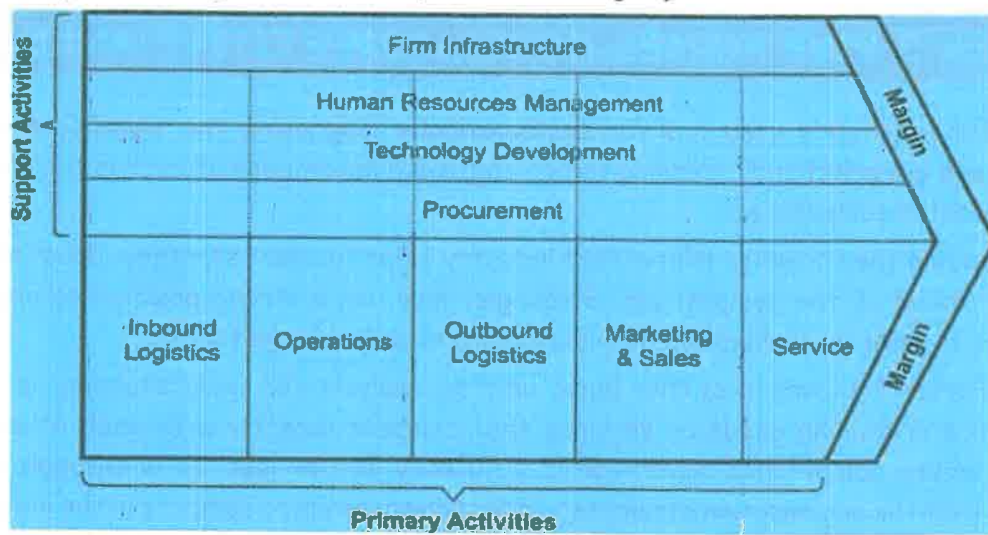 Firm Infrastructure
Human Resources Management
Technology Development
Procurement
Support Activities
Margin
Inbound
Logistics
Operations
Outbound
Logistics
Marketing
& Sales
Service
Margin
Primary Activities